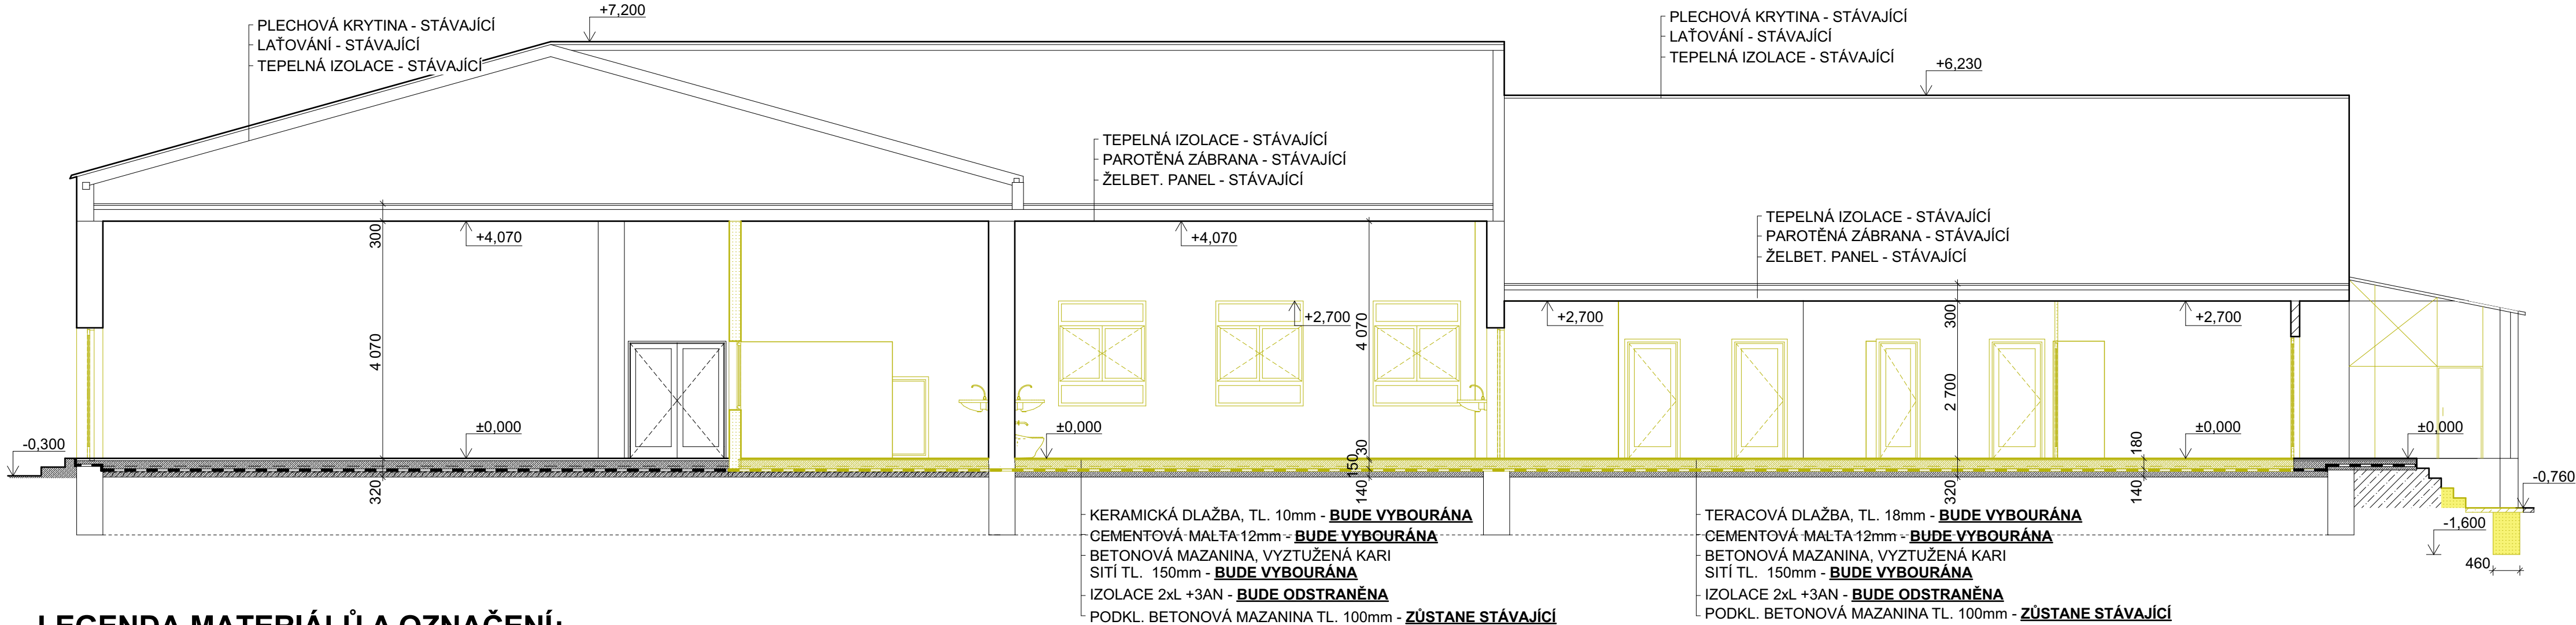 +7,200
PLECHOVÁ KRYTINA - STÁVAJÍCÍ
LAŤOVÁNÍ - STÁVAJÍCÍ
TEPELNÁ IZOLACE - STÁVAJÍCÍ
PLECHOVÁ KRYTINA - STÁVAJÍCÍ
LAŤOVÁNÍ - STÁVAJÍCÍ
TEPELNÁ IZOLACE - STÁVAJÍCÍ
+6,230
TEPELNÁ IZOLACE - STÁVAJÍCÍ
PAROTĚNÁ ZÁBRANA - STÁVAJÍCÍ
ŽELBET. PANEL - STÁVAJÍCÍ
TEPELNÁ IZOLACE - STÁVAJÍCÍ
PAROTĚNÁ ZÁBRANA - STÁVAJÍCÍ
ŽELBET. PANEL - STÁVAJÍCÍ
300
+4,070
+4,070
4 070
4 070
+2,700
+2,700
300
+2,700
2 700
-0,300
±0,000
±0,000
±0,000
±0,000
30
150
140
180
140
320
320
-0,760
-1,600
460
KERAMICKÁ DLAŽBA, TL. 10mm - BUDE VYBOURÁNA
CEMENTOVÁ MALTA 12mm - BUDE VYBOURÁNA
BETONOVÁ MAZANINA, VYZTUŽENÁ KARI
SITÍ TL. 150mm - BUDE VYBOURÁNA
IZOLACE 2xL +3AN - BUDE ODSTRANĚNA
PODKL. BETONOVÁ MAZANINA TL. 100mm - ZŮSTANE STÁVAJÍCÍ
TERACOVÁ DLAŽBA, TL. 18mm - BUDE VYBOURÁNA
CEMENTOVÁ MALTA 12mm - BUDE VYBOURÁNA
BETONOVÁ MAZANINA, VYZTUŽENÁ KARI
SITÍ TL. 150mm - BUDE VYBOURÁNA
IZOLACE 2xL +3AN - BUDE ODSTRANĚNA
PODKL. BETONOVÁ MAZANINA TL. 100mm - ZŮSTANE STÁVAJÍCÍ
LEGENDA MATERIÁLŮ A OZNAČENÍ: